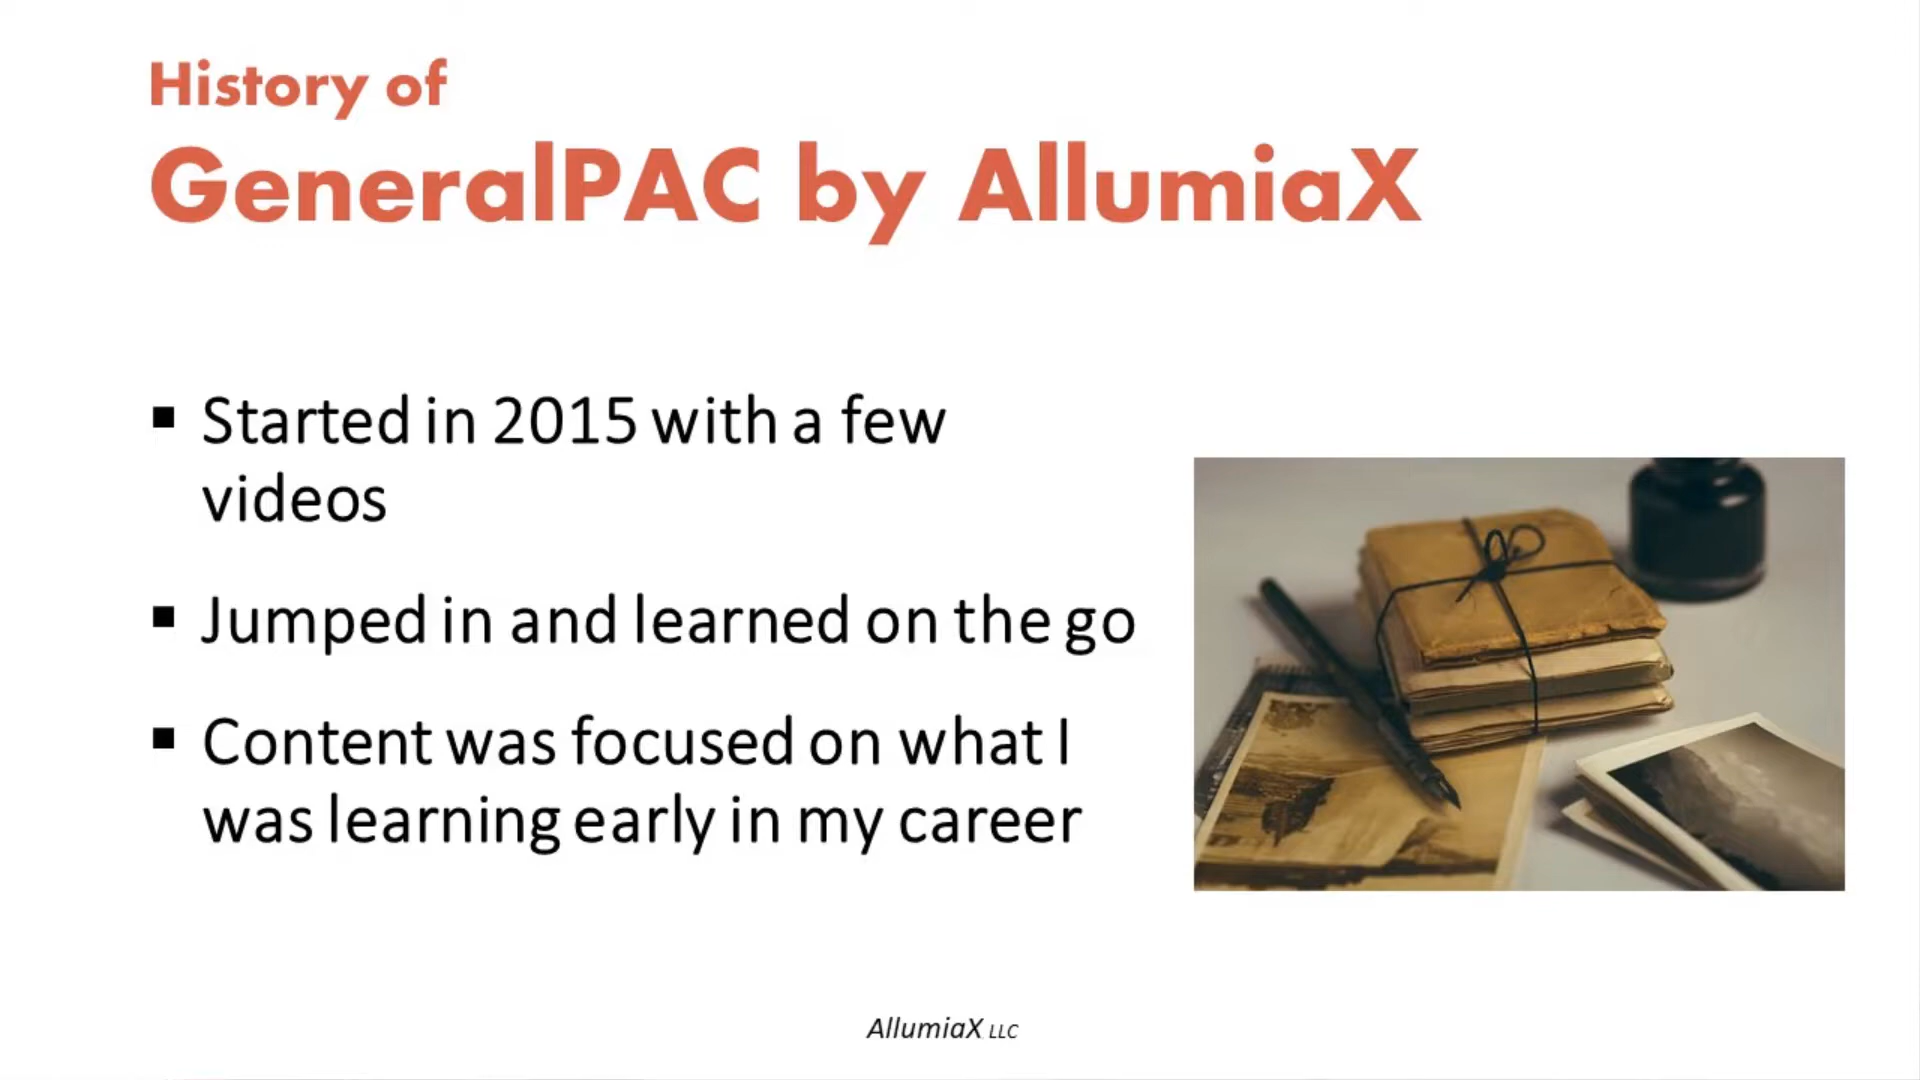 History of
GeneralPAC by AllumiaX
▪ Started in 2015 with a few
videos
▪ Jumped in and learned on the go
▪ Content was focused on what I
was learning early in my career
AllumiaX LLC